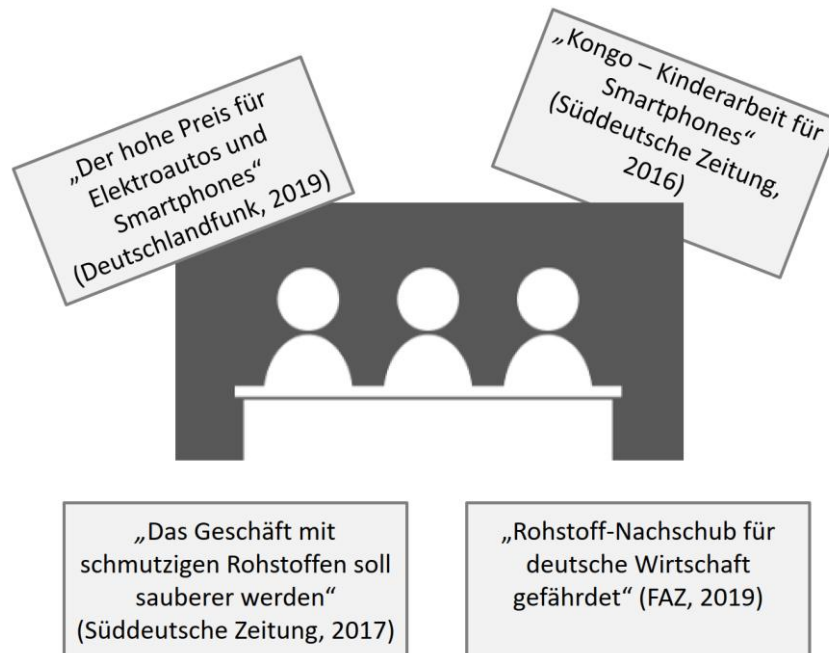 „Der hohe Preis für
Elektroautos und
Smartphones“
(Deutschlandfunk, 2019)
„Kongo – Kinderarbeit für
Smartphones“
(Süddeutsche Zeitung,
2016)
„Das Geschäft mit
schmutzigen Rohstoffen soll
sauberer werden“
(Süddeutsche Zeitung, 2017)
„Rohstoff-Nachschub für
deutsche Wirtschaft
gefährdet“ (FAZ, 2019)